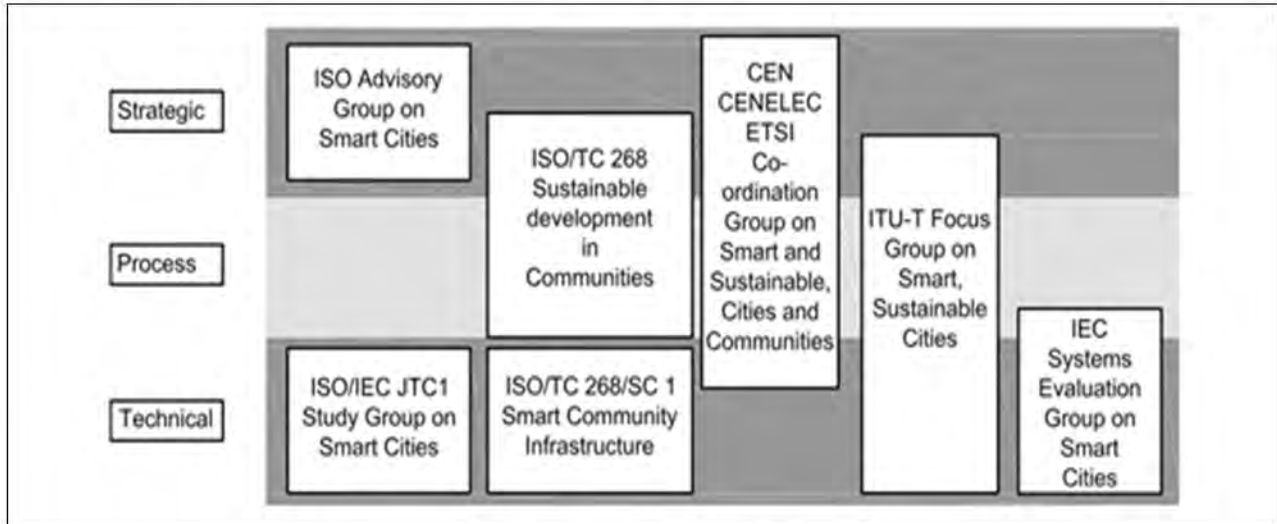 Strategic
Process
Technical
ISO Advisory
Group on
Smart Cities
ISO/IEC JTC1
Study Group on
Smart Cities
ISO/TC 268
Sustainable
development
in
Communities
ISO/TC 268/SC 1
Smart Community
Infrastructure
CEN
CENELEC
ETSI
Co-
ordination
Group on
Smart and
Sustainable,
Cities and
Communities
ITU-T Focus
Group on
Smart,
Sustainable
Cities
IEC
Systems
Evaluation
Group on
Smart
Cities